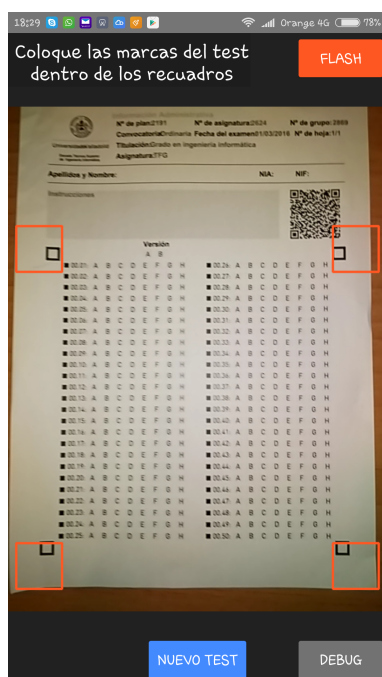 18:29 Orange 4G 78%
Coloque las marcas del test
dentro de los recuadros
FLASH
Nº de plan:2191 Nº de asignatura:2624 Nº de grupo:2869
Convocatoria:Ordinaria Fecha del examen:01/03/2016 Nº de hoja:1/1
Titulación:Grado en ingeniería informática
Asignatura:TFG
Apellidos y Nombre: NIA: NIF:
Instrucciones
Versión
A B
00.01: A B C D E F G H 00.26: A B C D E F G H
00.02: A B C D E F G H 00.27: A B C D E F G H
00.03: A B C D E F G H 00.28: A B C D E F G H
00.04: A B C D E F G H 00.29: A B C D E F G H
00.05: A B C D E F G H 00.30: A B C D E F G H
00.06: A B C D E F G H 00.31: A B C D E F G H
00.07: A B C D E F G H 00.32: A B C D E F G H
00.08: A B C D E F G H 00.33: A B C D E F G H
00.09: A B C D E F G H 00.34: A B C D E F G H
00.10: A B C D E F G H 00.35: A B C D E F G H
00.11: A B C D E F G H 00.36: A B C D E F G H
00.12: A B C D E F G H 00.37: A B C D E F G H
00.13: A B C D E F G H 00.38: A B C D E F G H
00.14: A B C D E F G H 00.39: A B C D E F G H
00.15: A B C D E F G H 00.40: A B C D E F G H
00.16: A B C D E F G H 00.41: A B C D E F G H
00.17: A B C D E F G H 00.42: A B C D E F G H
00.18: A B C D E F G H 00.43: A B C D E F G H
00.19: A B C D E F G H 00.44: A B C D E F G H
00.20: A B C D E F G H 00.45: A B C D E F G H
00.21: A B C D E F G H 00.46: A B C D E F G H
00.22: A B C D E F G H 00.47: A B C D E F G H
00.23: A B C D E F G H 00.48: A B C D E F G H
00.24: A B C D E F G H 00.49: A B C D E F G H
00.25: A B C D E F G H 00.50: A B C D E F G H
NUEVO TEST
DEBUG